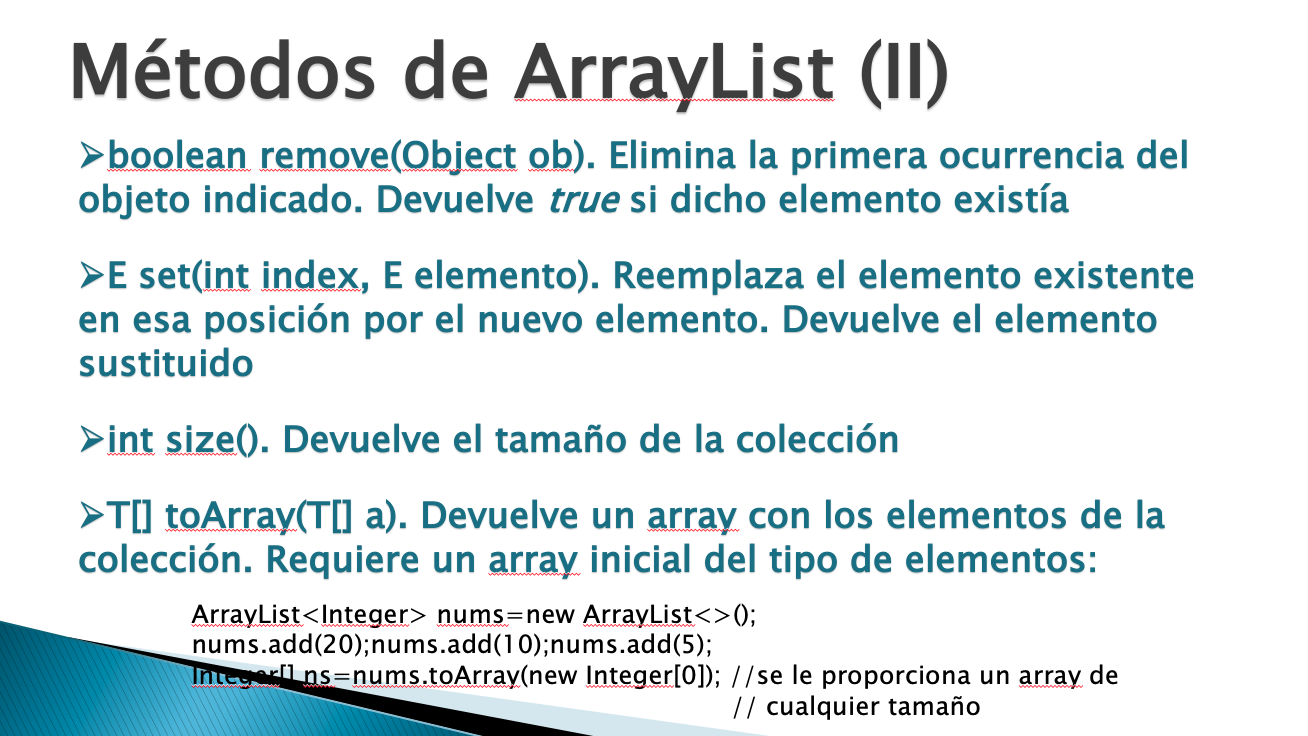 Métodos de ArrayList (II)
➢boolean remove(Object ob). Elimina la primera ocurrencia del
objeto indicado. Devuelve true si dicho elemento existía
➢E set(int index, E elemento). Reemplaza el elemento existente
en esa posición por el nuevo elemento. Devuelve el elemento
sustituido
➢int size(). Devuelve el tamaño de la colección
➢T[] toArray(T[] a). Devuelve un array con los elementos de la
colección. Requiere un array inicial del tipo de elementos:
ArrayList<Integer> nums=new ArrayList<>();
nums.add(20);nums.add(10);nums.add(5);
Integer[] ns=nums.toArray(new Integer[0]); //se le proporciona un array de
// cualquier tamaño